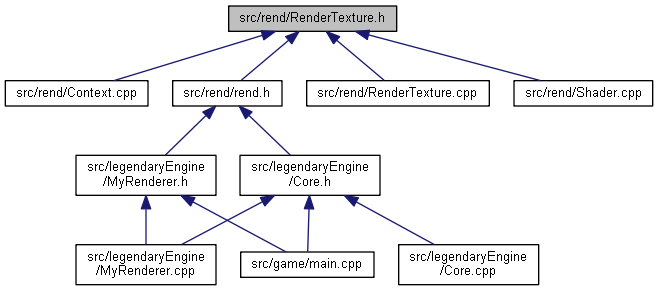 src/rend/RenderTexture.h
src/rend/Context.cpp
src/rend/rend.h
src/rend/RenderTexture.cpp
src/rend/Shader.cpp
src/legendaryEngine
/MyRenderer.h
src/legendaryEngine
/Core.h
src/legendaryEngine
/MyRenderer.cpp
src/game/main.cpp
src/legendaryEngine
/Core.cpp